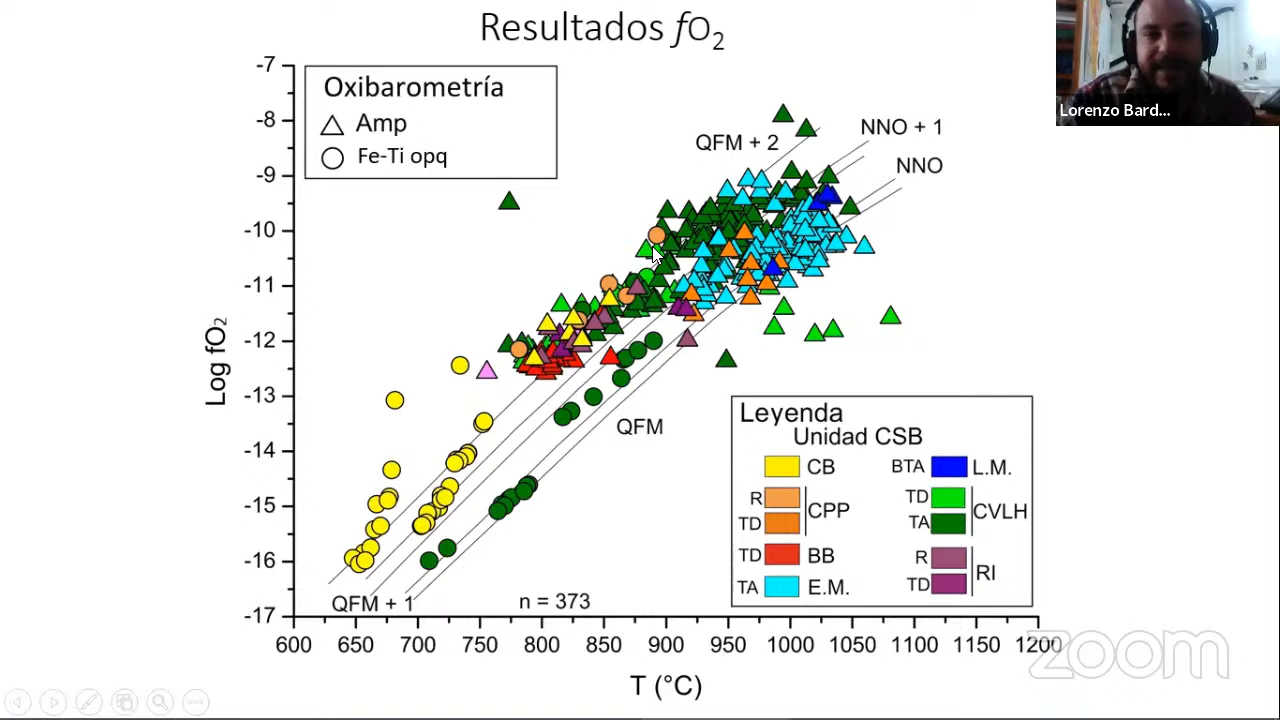 Resultados fO2
Lorenzo Bard...
Oxibarometría
Amp
Fe-Ti opq
QFM + 2
NNO + 1
NNO
QFM
QFM + 1
n = 373
Log fO2
-7
-8
-9
-10
-11
-12
-13
-14
-15
-16
-17
600 650 700 750 800 850 900 950 1000 1050 1100 1150 1200
T (°C)
Leyenda
Unidad CSB
CB
R
TD
CPP
TD BB
TA E.M.
BTA L.M.
TD
TA
CVLH
R
TD
RI
zoom